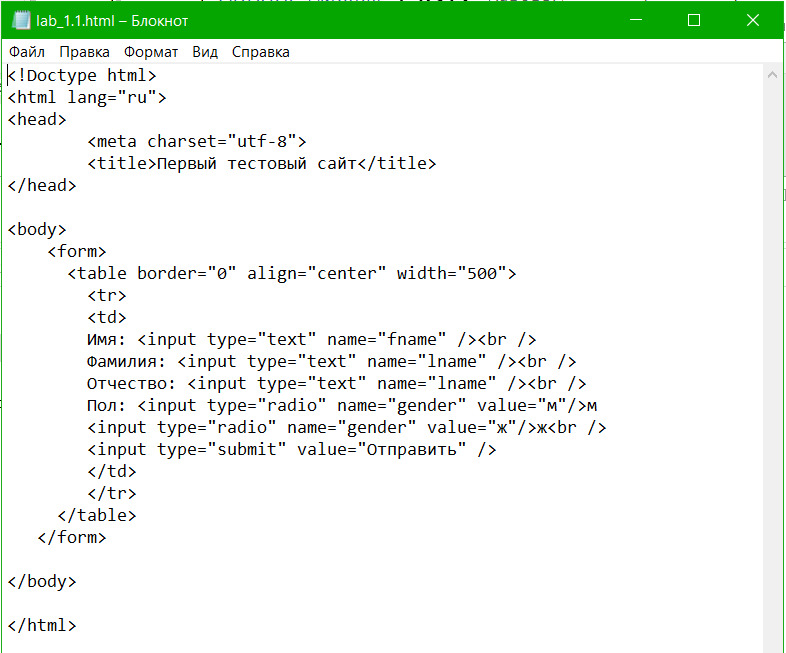 lab_1.1.html – Блокнот
Файл Правка Формат Вид Справка
<!Doctype html>
<html lang="ru">
<head>
<meta charset="utf-8">
<title>Первый тестовый сайт</title>
</head>
<body>
<form>
<table border="0" align="center" width="500">
<tr>
<td>
Имя: <input type="text" name="fname" /><br />
Фамилия: <input type="text" name="lname" /><br />
Отчество: <input type="text" name="lname" /><br />
Пол: <input type="radio" name="gender" value="м"/>м
<input type="radio" name="gender" value="ж"/>ж<br />
<input type="submit" value="Отправить" />
</td>
</tr>
</table>
</form>
</body>
</html>